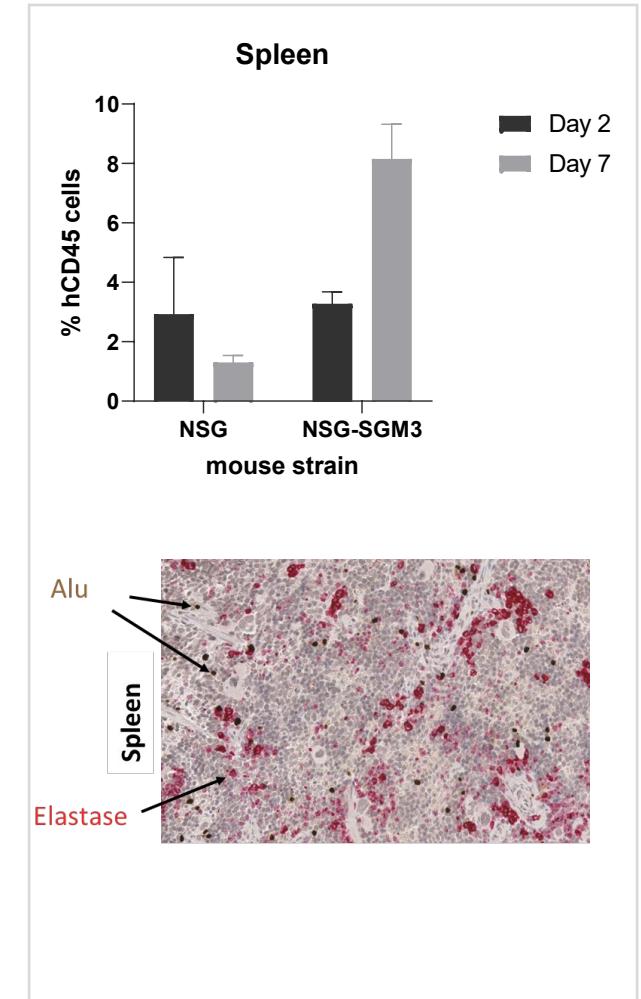 Spleen
10
8
6
4
2
0
% hCD45 cells
Day 2
Day 7
NSG
NSG-SGM3
mouse strain
Alu
Spleen
Elastase